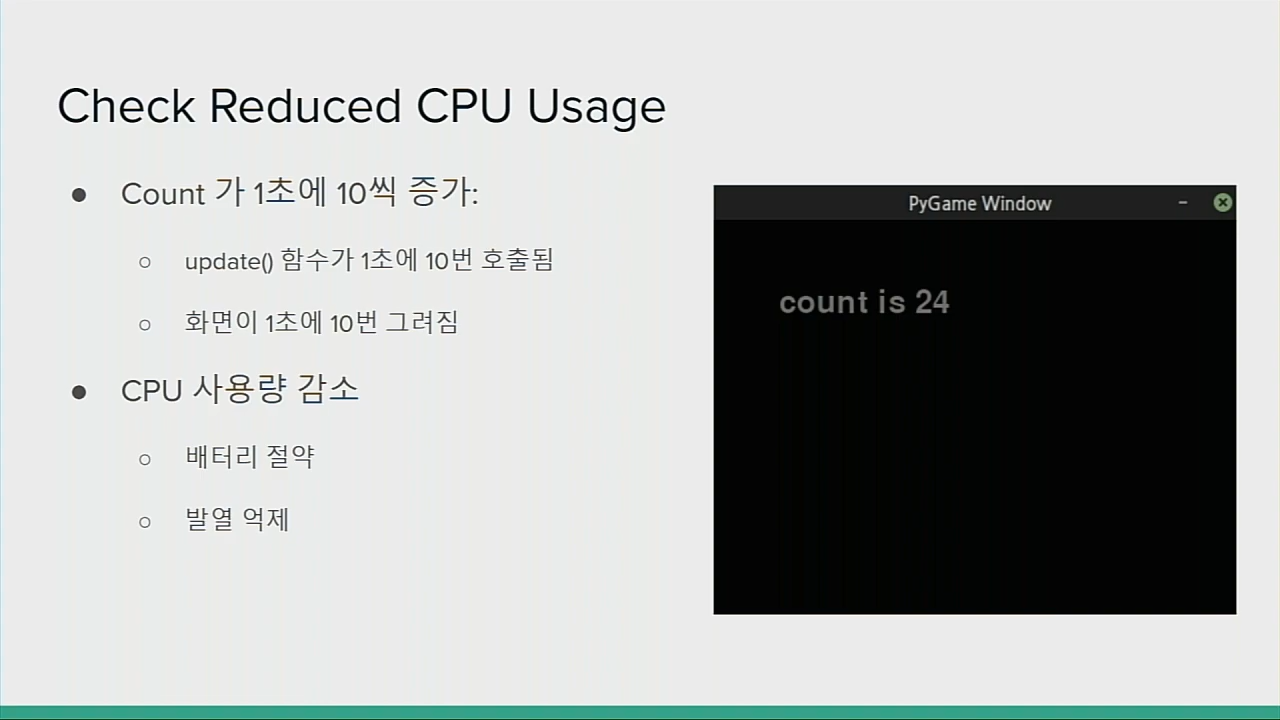 Check Reduced CPU Usage
● Count 가 1초에 10씩 증가:
○ update() 함수가 1초에 10번 호출됨
○ 화면이 1초에 10번 그려짐
● CPU 사용량 감소
○ 배터리 절약
○ 발열 억제
PyGame Window
count is 24